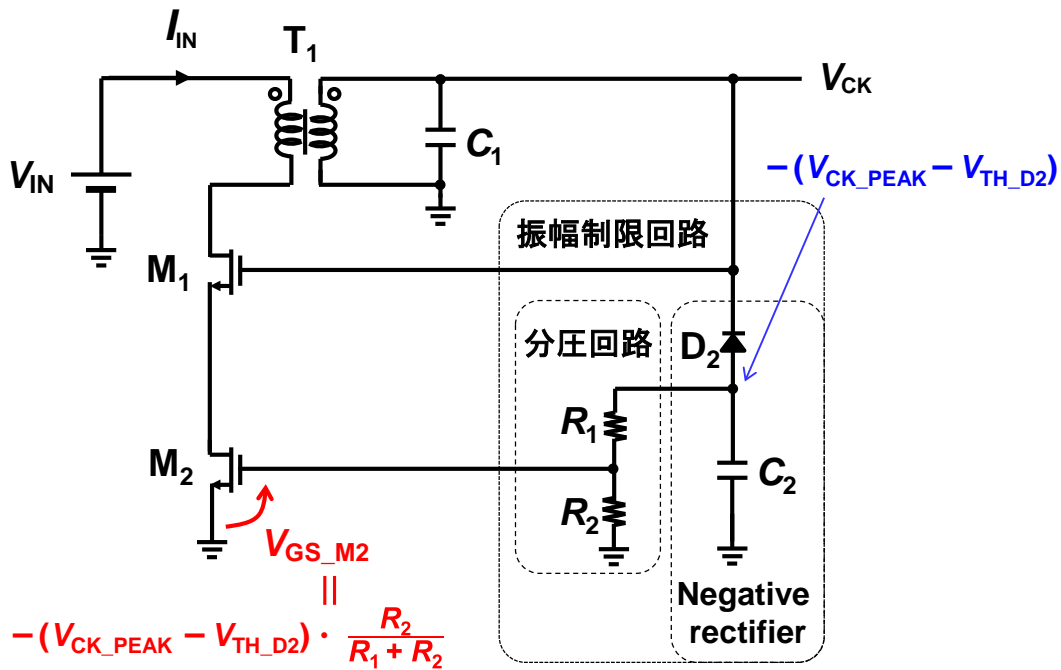 I_IN
T_1
V_CK
C_1
V_IN
−(V_CK_PEAK − V_TH_D2)
振幅制限回路
M_1
分圧回路
D_2
R_1
M_2
C_2
R_2
V_GS_M2
||
−(V_CK_PEAK − V_TH_D2) · R_2 / (R_1 + R_2)
Negative
rectifier